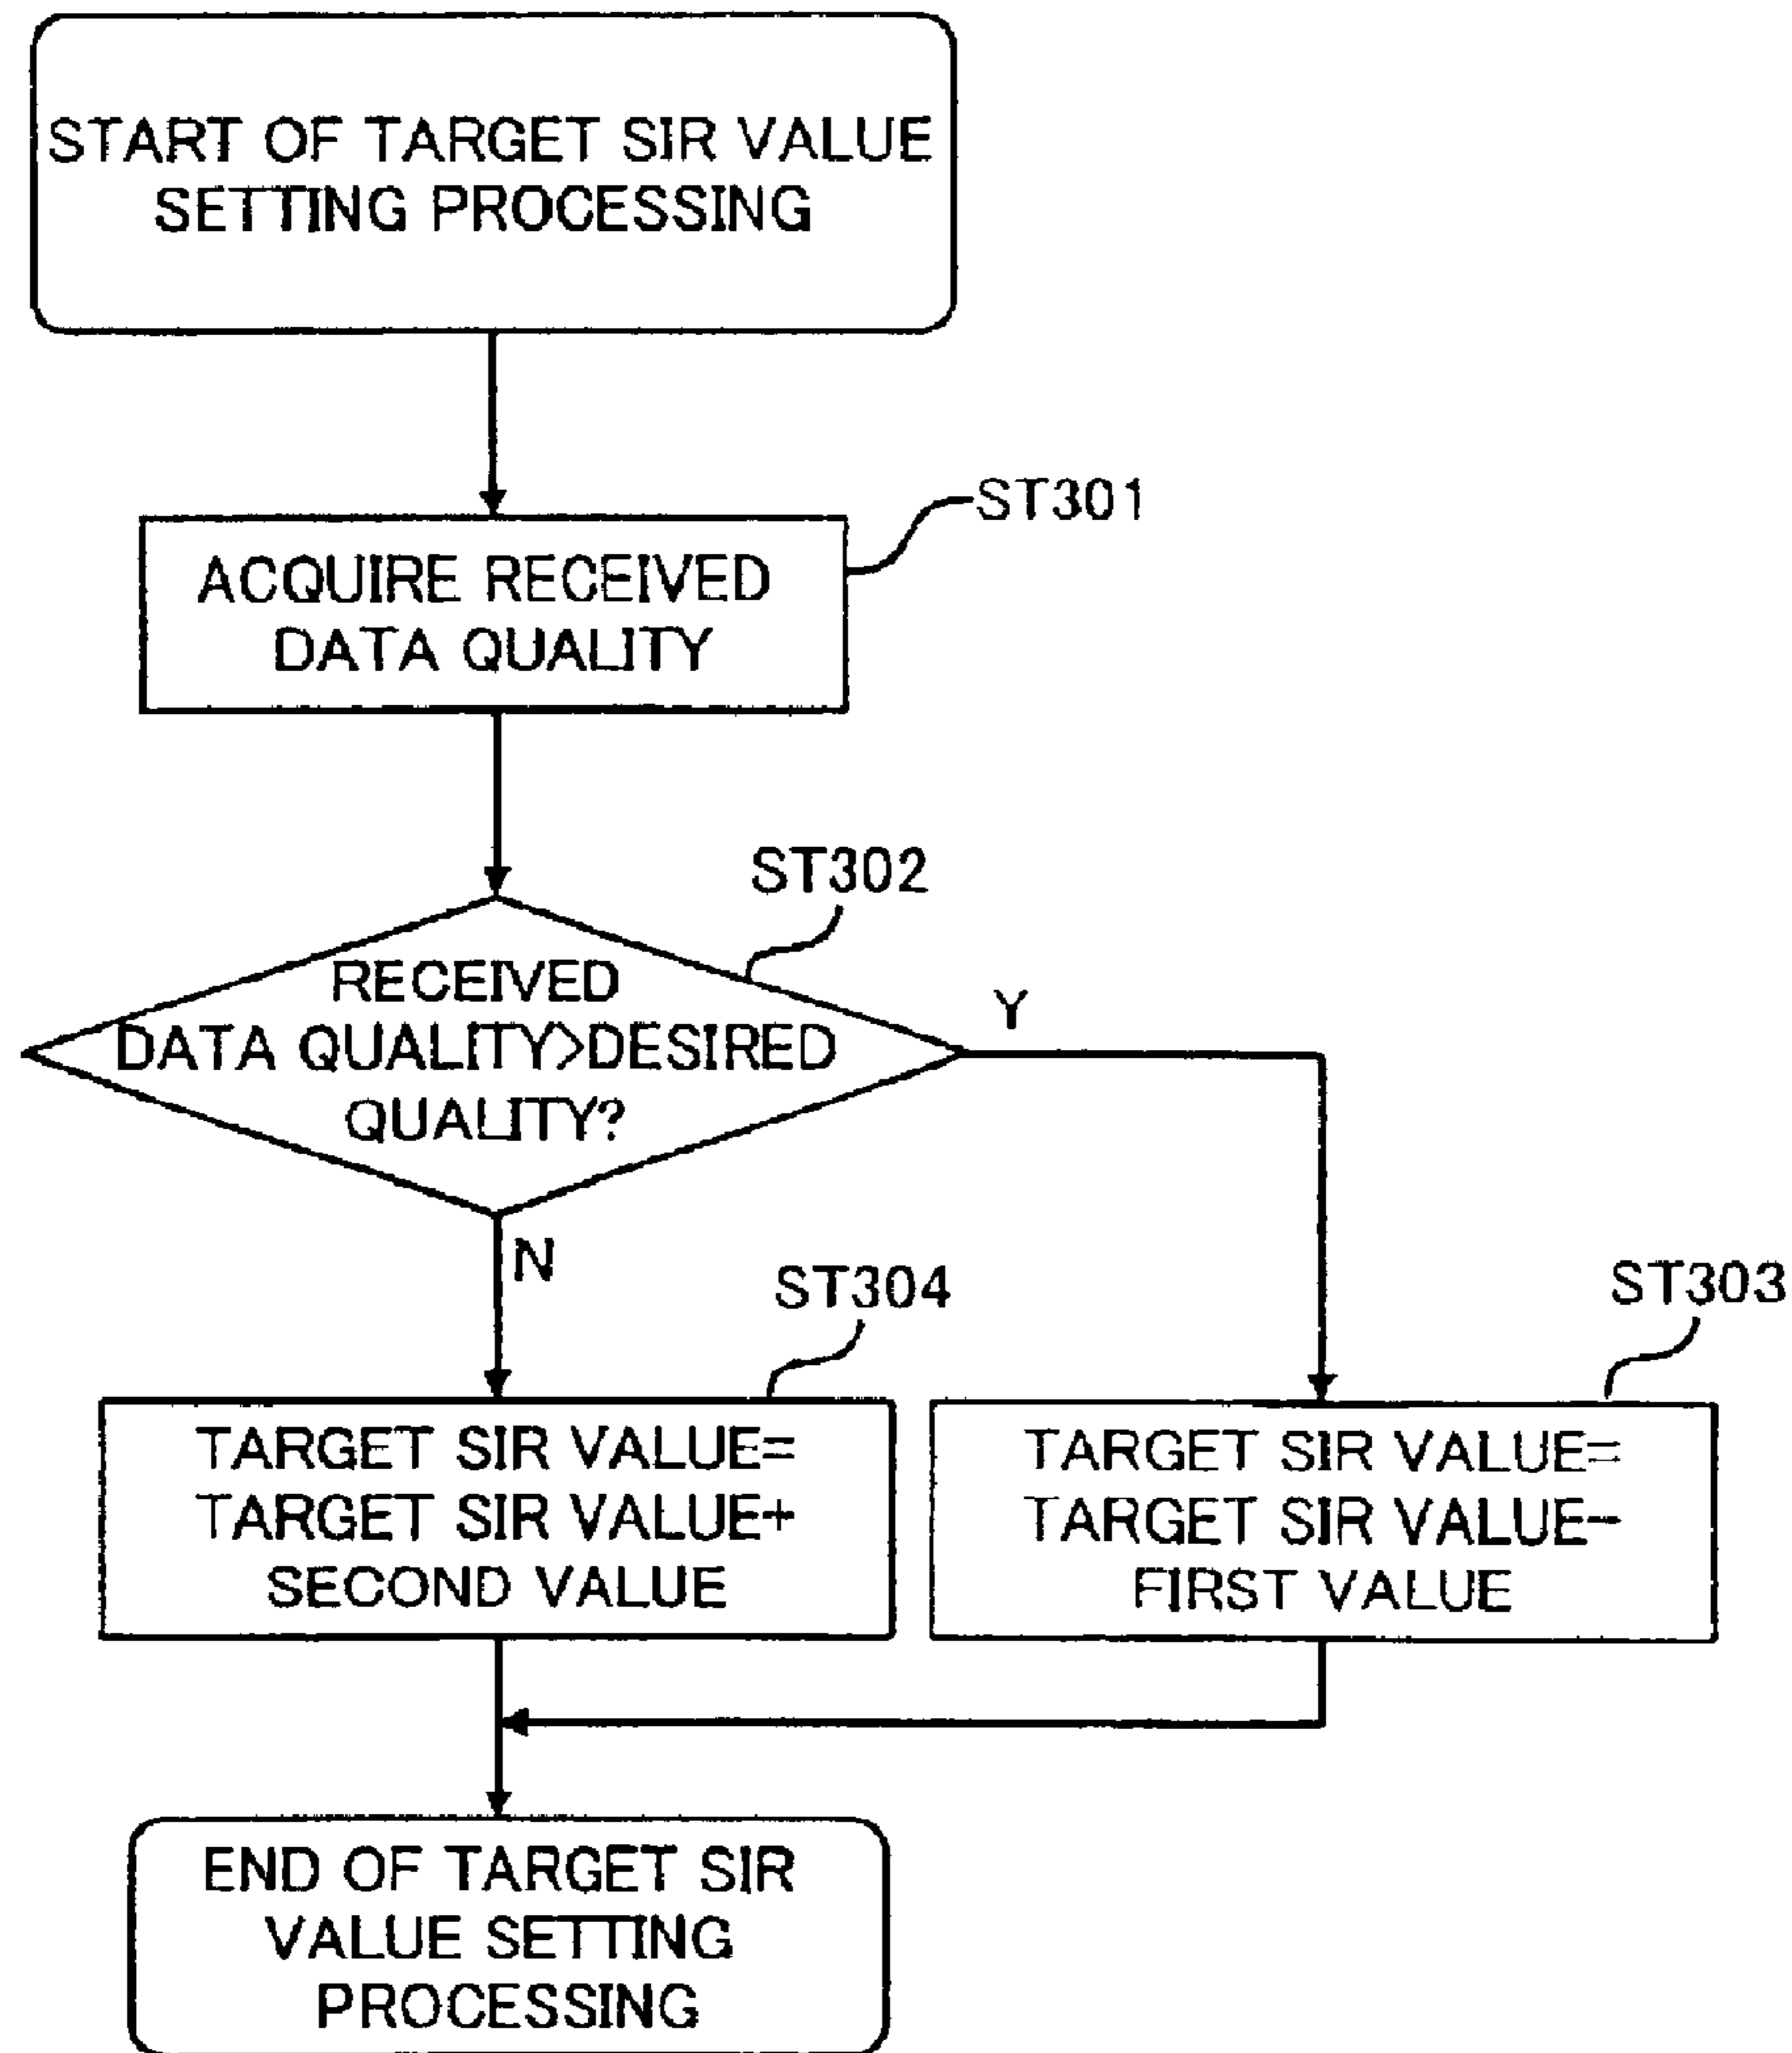 START OF TARGET SIR VALUE
SETTING PROCESSING
ST301
ACQUIRE RECEIVED
DATA QUALITY
ST302
RECEIVED
DATA QUALITY>DESIRED
QUALITY?
Y
N
ST304
TARGET SIR VALUE=
TARGET SIR VALUE+
SECOND VALUE
ST303
TARGET SIR VALUE=
TARGET SIR VALUE-
FIRST VALUE
END OF TARGET SIR
VALUE SETTING
PROCESSING